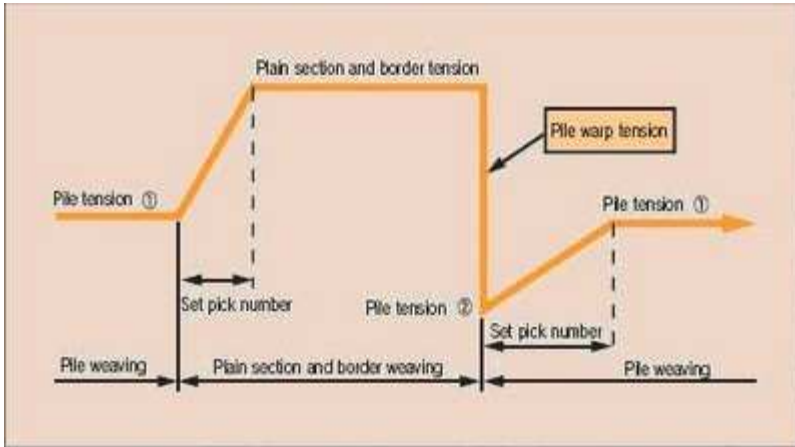 Plain section and border tension
Pile warp tension
Pile tension ①
Pile tension ①
Set pick number
Pile tension ②
Set pick number
Pile weaving
Plain section and border weaving
Pile weaving